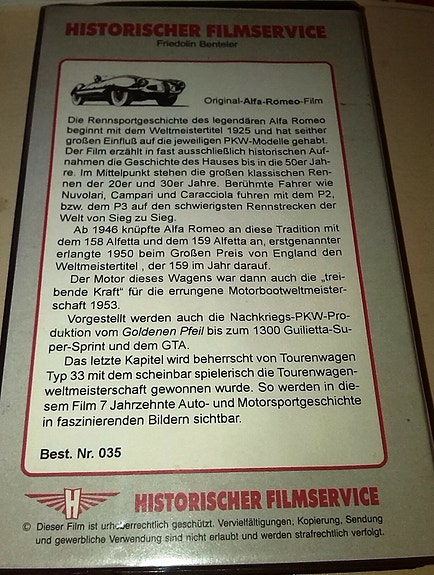 HISTORISCHER FILMSERVICE
Friedolin Benteler
Original-Alfa-Romeo-Film
Die Rennsportgeschichte des legendären Alfa Romeo
beginnt mit dem Weltmeistertitel 1925 und hat seither
großen Einfluß auf die jeweiligen PKW-Modelle gehabt.
Der Film erzählt in fast ausschließlich historischen Auf-
nahmen die Geschichte des Hauses bis in die 50er Jah-
re. Im Mittelpunkt stehen die großen klassischen Ren-
nen der 20er und 30er Jahre. Berühmte Fahrer wie
Nuvolari, Campari und Caracciola fuhren mit dem P2,
bzw. dem P3 auf den schwierigsten Rennstrecken der
Welt von Sieg zu Sieg.
Ab 1946 knüpfte Alfa Romeo an diese Tradition mit
dem 158 Alfetta und dem 159 Alfetta an, erstgenannter
erlangte 1950 beim Großen Preis von England den
Weltmeistertitel , der 159 im Jahr darauf.
Der Motor dieses Wagens war dann auch die „trei-
bende Kraft“ für die errungene Motorbootweltmeister-
schaft 1953.
Vorgestellt werden auch die Nachkriegs-PKW-Pro-
duktion vom Goldenen Pfeil bis zum 1300 Guilietta-Su-
per-Sprint und dem GTA.
Das letzte Kapitel wird beherrscht von Tourenwagen
Typ 33 mit dem scheinbar spielerisch die Tourenwagen-
weltmeisterschaft gewonnen wurde. So werden in die-
sem Film 7 Jahrzehnte Auto- und Motorsportgeschichte
in faszinierenden Bildern sichtbar.
Best. Nr. 035
H
HISTORISCHER FILMSERVICE
© Dieser Film ist urheberrechtlich geschützt. Vervielfältigungen, Kopierung, Sendung
und gewerbliche Verwendung sind nicht erlaubt und werden strafrechtlich verfolgt.